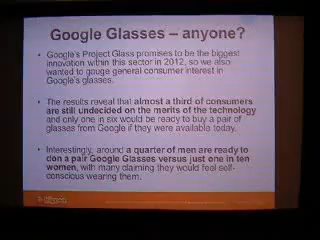 Google Glasses – anyone?
• Google's Project Glass promises to be the biggest
innovation within this sector in 2012, so we also
wanted to gauge general consumer interest in
Google's glasses.
• The results reveal that almost a third of consumers
are still undecided on the merits of the technology
and only one in six would be ready to buy a pair of
glasses from Google if they were available today.
• Interestingly, around a quarter of men are ready to
don a pair Google Glasses versus just one in ten
women, with many claiming they would feel self-
conscious wearing them.